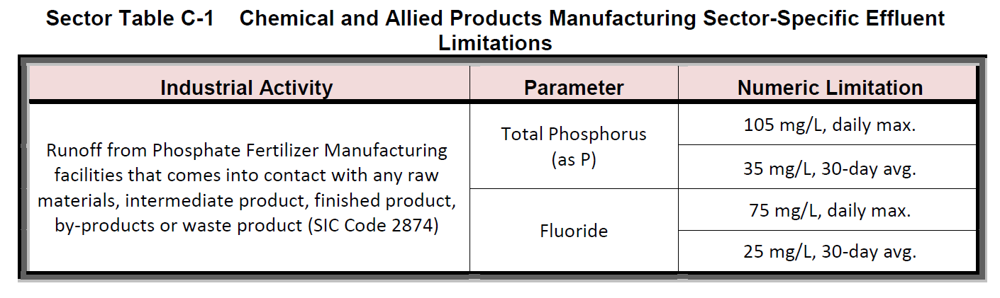 Sector Table C-1    Chemical and Allied Products Manufacturing Sector-Specific Effluent
Limitations
Industrial Activity
Parameter
Numeric Limitation
Runoff from Phosphate Fertilizer Manufacturing
facilities that comes into contact with any raw
materials, intermediate product, finished product,
by-products or waste product (SIC Code 2874)
Total Phosphorus
(as P)
105 mg/L, daily max.
35 mg/L, 30-day avg.
Fluoride
75 mg/L, daily max.
25 mg/L, 30-day avg.